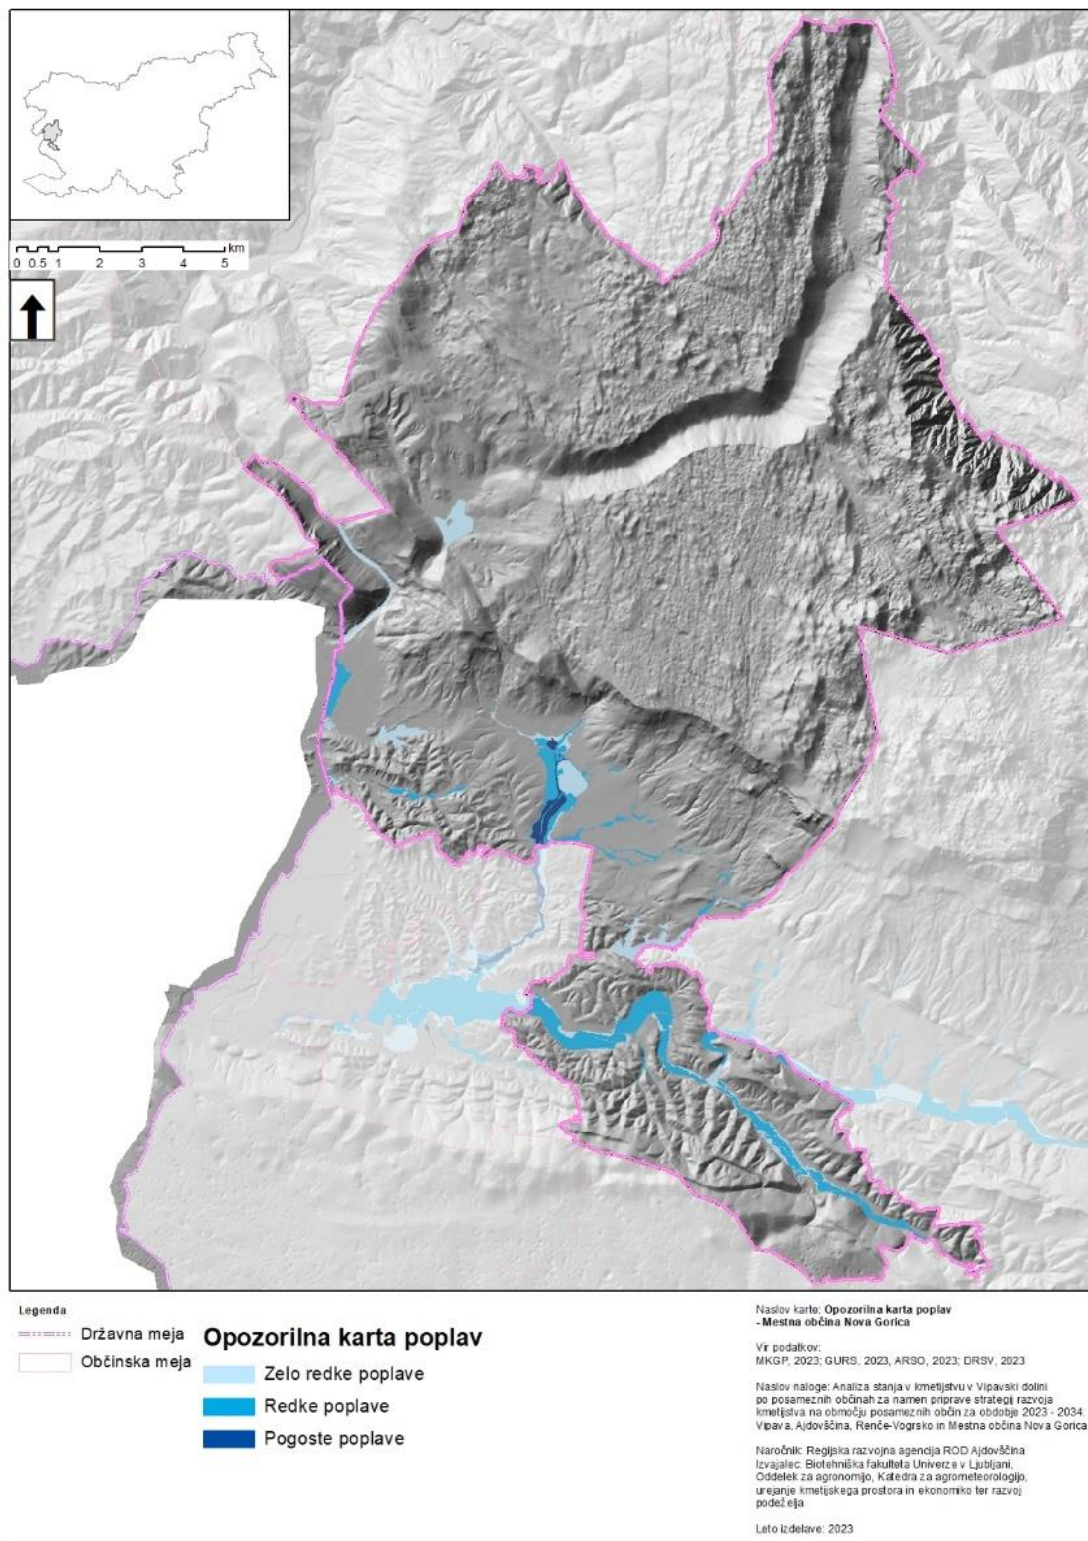 km
0 0.5 1 2 3 4 5
Legenda
Državna meja
Občinska meja
Opozorilna karta poplav
Zelo redke poplave
Redke poplave
Pogoste poplave
Naslov karte: Opozorilna karta poplav
- Mestna občina Nova Gorica
Vir podatkov:
MKGP, 2023; GURS, 2023, ARSO, 2023; DRSV, 2023
Naslov naloge: Analiza stanja v kmetijstvu v Vipavski dolini
po posameznih občinah za namen priprave strategij razvoja
kmetijstva na območju posameznih občin za obdobje 2023 - 2034:
Vipava, Ajdovščina, Renče-Vogrsko in Mestna občina Nova Gorica
Naročnik: Regijska razvojna agencija ROD Ajdovščina
Izvajalec: Biotehniška fakulteta Univerze v Ljubljani,
Oddelek za agronomijo, Katedra za agrometeorologijo,
urejanje kmetijskega prostora in ekonomiko ter razvoj
podeželja
Leto izdelave: 2023